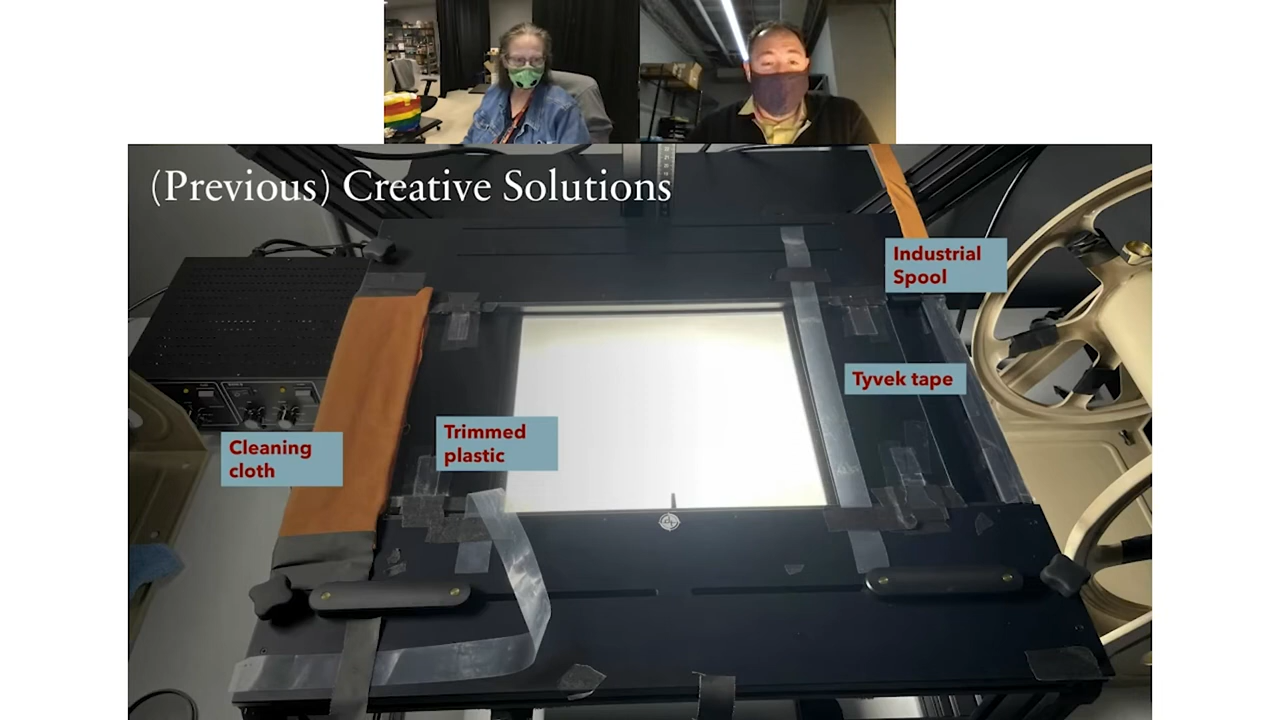 (Previous) Creative Solutions
Industrial
Spool
Tyvek tape
Trimmed
plastic
Cleaning
cloth